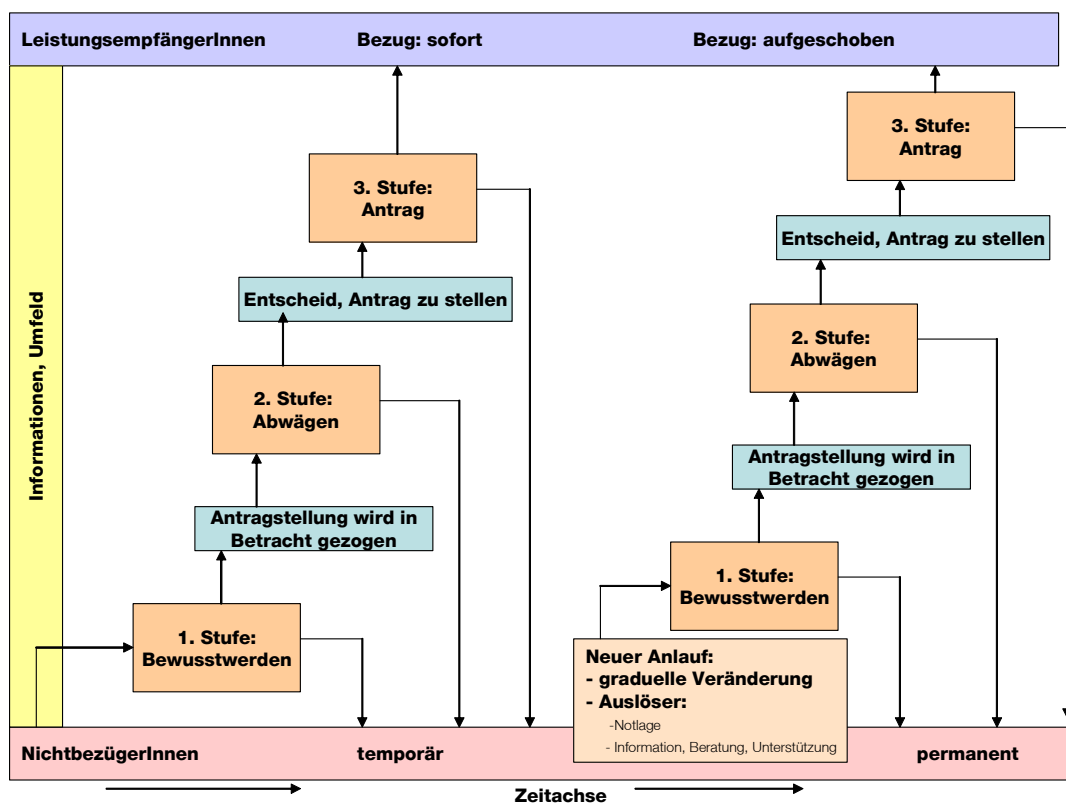 LeistungsempfängerInnen Bezug: sofort Bezug: aufgeschoben
Informationen, Umfeld
3. Stufe:
Antrag
Entscheid, Antrag zu stellen
2. Stufe:
Abwägen
Antragstellung wird in
Betracht gezogen
1. Stufe:
Bewusstwerden
3. Stufe:
Antrag
Entscheid, Antrag zu stellen
2. Stufe:
Abwägen
Antragstellung wird in
Betracht gezogen
1. Stufe:
Bewusstwerden
Neuer Anlauf:
- graduelle Veränderung
- Auslöser:
-Notlage
- Information, Beratung, Unterstützung
NichtbezügerInnen temporär permanent
Zeitachse